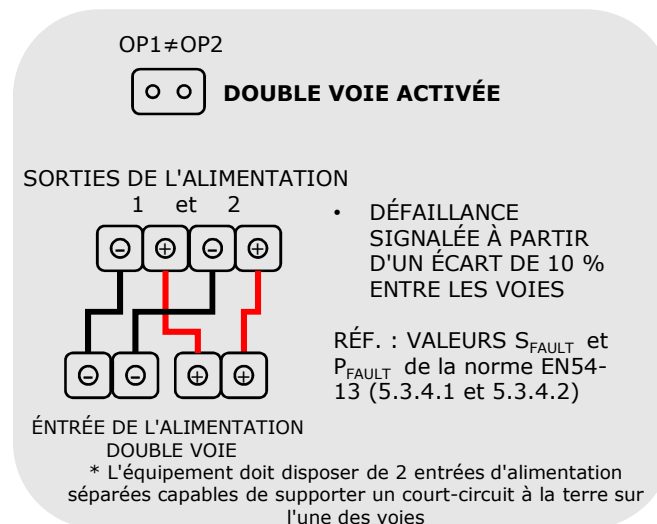 OP1≠OP2
DOUBLE VOIE ACTIVÉE
SORTIES DE L'ALIMENTATION
1 et 2
- + - +
- - + +
ÉNTRÉE DE L'ALIMENTATION
DOUBLE VOIE
• DÉFAILLANCE
SIGNALÉE À PARTIR
D'UN ÉCART DE 10 %
ENTRE LES VOIES
RÉF. : VALEURS S_FAULT et
P_FAULT de la norme EN54-
13 (5.3.4.1 et 5.3.4.2)
* L'équipement doit disposer de 2 entrées d'alimentation
séparées capables de supporter un court-circuit à la terre sur
l'une des voies